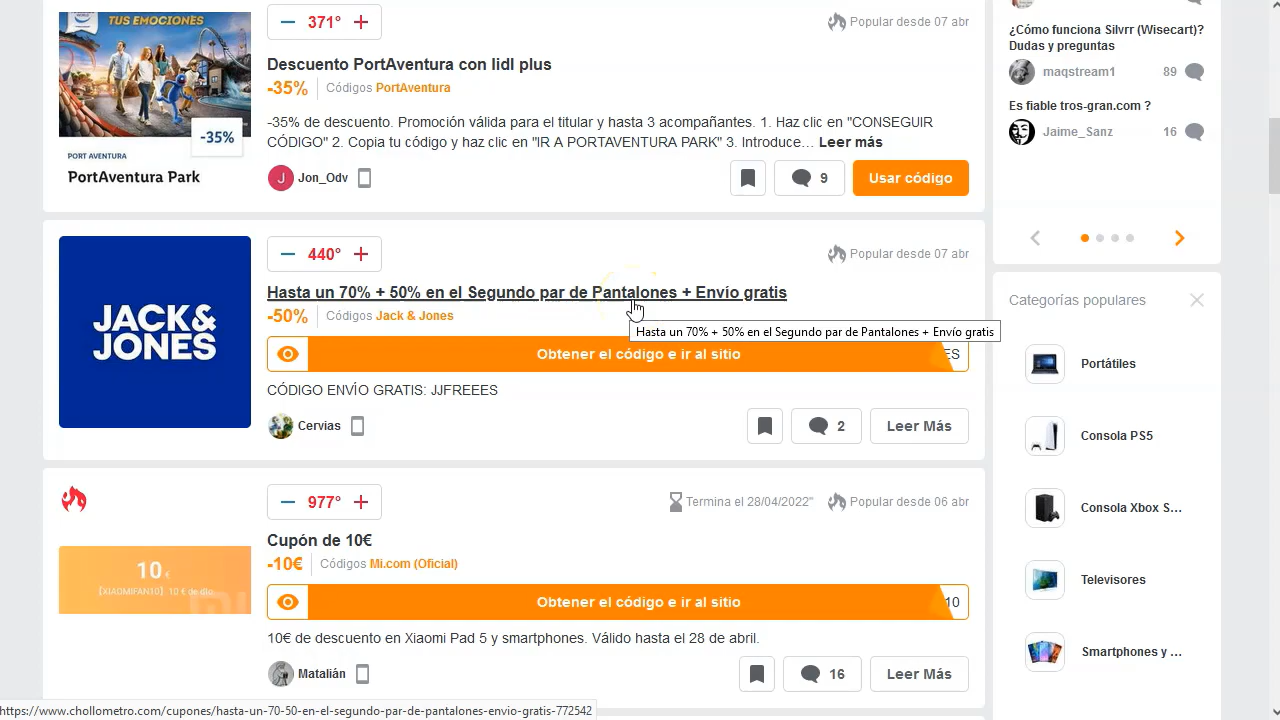 TUS EMOCIONES
-35%
PORT AVENTURA
PortAventura Park
371°
Popular desde 07 abr
Descuento PortAventura con lidl plus
-35% Códigos PortAventura
-35% de descuento. Promoción válida para el titular y hasta 3 acompañantes. 1. Haz clic en "CONSEGUIR
CÓDIGO" 2. Copia tu código y haz clic en "IR A PORTAVENTURA PARK" 3. Introduce… Leer más
J Jon_Odv
9
Usar código
JACK&
JONES
440°
Popular desde 07 abr
Hasta un 70% + 50% en el Segundo par de Pantalones + Envío gratis
-50% Códigos Jack & Jones
Hasta un 70% + 50% en el Segundo par de Pantalones + Envío gratis
Obtener el código e ir al sitio
ES
CÓDIGO ENVÍO GRATIS: JJFREEES
Cervias
2
Leer Más
10 €
【XIAOMIFAN10】 10 € de dto.
977°
Termina el 28/04/2022"
Popular desde 06 abr
Cupón de 10€
-10€ Códigos Mi.com (Oficial)
Obtener el código e ir al sitio
10
10€ de descuento en Xiaomi Pad 5 y smartphones. Válido hasta el 28 de abril.
Matalián
16
Leer Más
¿Cómo funciona Silvrr (Wisecart)?
Dudas y preguntas
maqstream1 89
Es fiable tros-gran.com ?
Jaime_Sanz 16
Categorías populares
Portátiles
Consola PS5
Consola Xbox S...
Televisores
Smartphones y ...
https://www.chollometro.com/cupones/hasta-un-70-50-en-el-segundo-par-de-pantalones-envio-gratis-772542